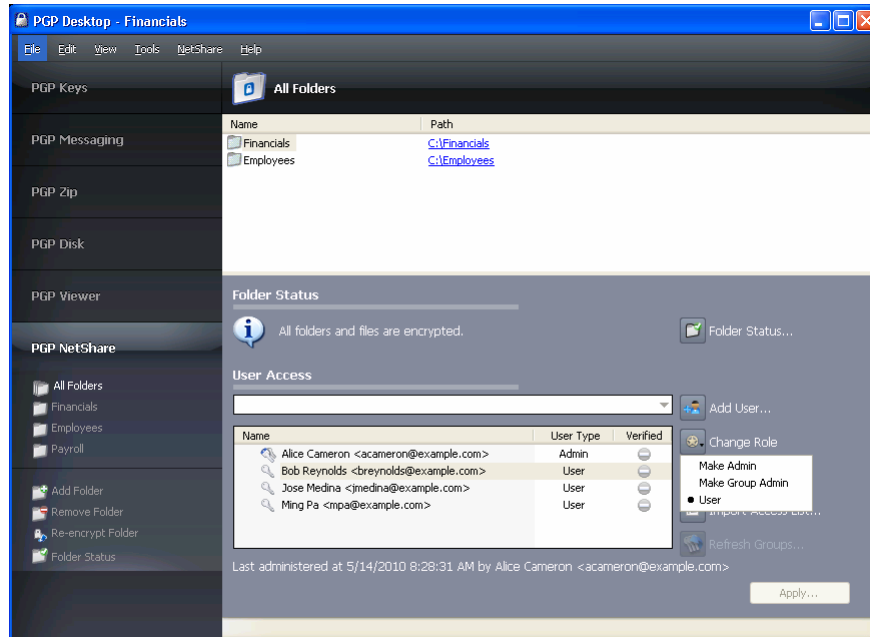 PGP Desktop - Financials
File Edit View Tools NetShare Help
PGP Keys
PGP Messaging
PGP Zip
PGP Disk
PGP Viewer
PGP NetShare
All Folders
Financials
Employees
Payroll
Add Folder
Remove Folder
Re-encrypt Folder
Folder Status
All Folders
Name Path
Financials C:\Financials
Employees C:\Employees
Folder Status
All folders and files are encrypted.
Folder Status...
User Access
Add User...
Name User Type Verified
Change Role
Alice Cameron <acameron@example.com> Admin
Bob Reynolds <breynolds@example.com> User
Jose Medina <jmedina@example.com> User
Ming Pa <mpa@example.com> User
Make Admin
Make Group Admin
User
Import Access List...
Refresh Groups...
Last administered at 5/14/2010 8:28:31 AM by Alice Cameron <acameron@example.com>
Apply...